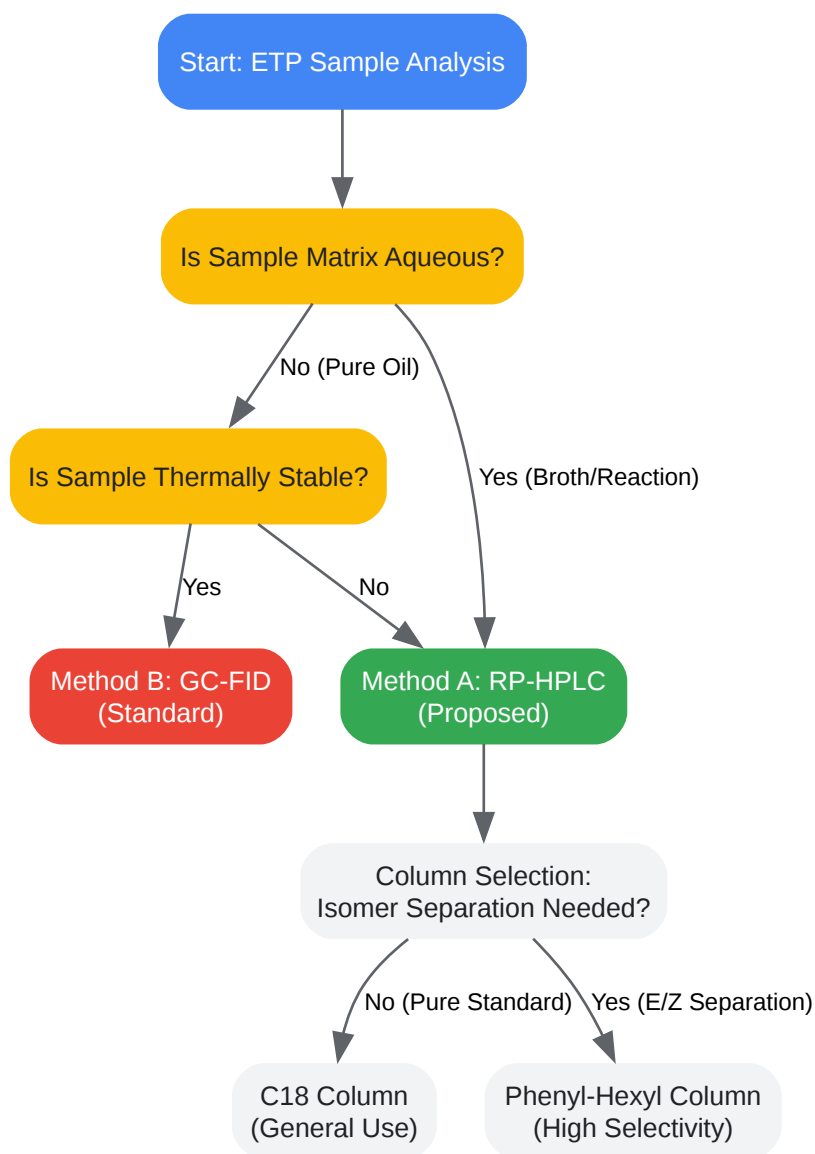 Start: ETP Sample Analysis
Is Sample Matrix Aqueous?
No (Pure Oil)
Is Sample Thermally Stable?
Yes (Broth/Reaction)
Yes
No
Method B: GC-FID
(Standard)
Method A: RP-HPLC
(Proposed)
Column Selection:
Isomer Separation Needed?
No (Pure Standard)
Yes (E/Z Separation)
C18 Column
(General Use)
Phenyl-Hexyl Column
(High Selectivity)